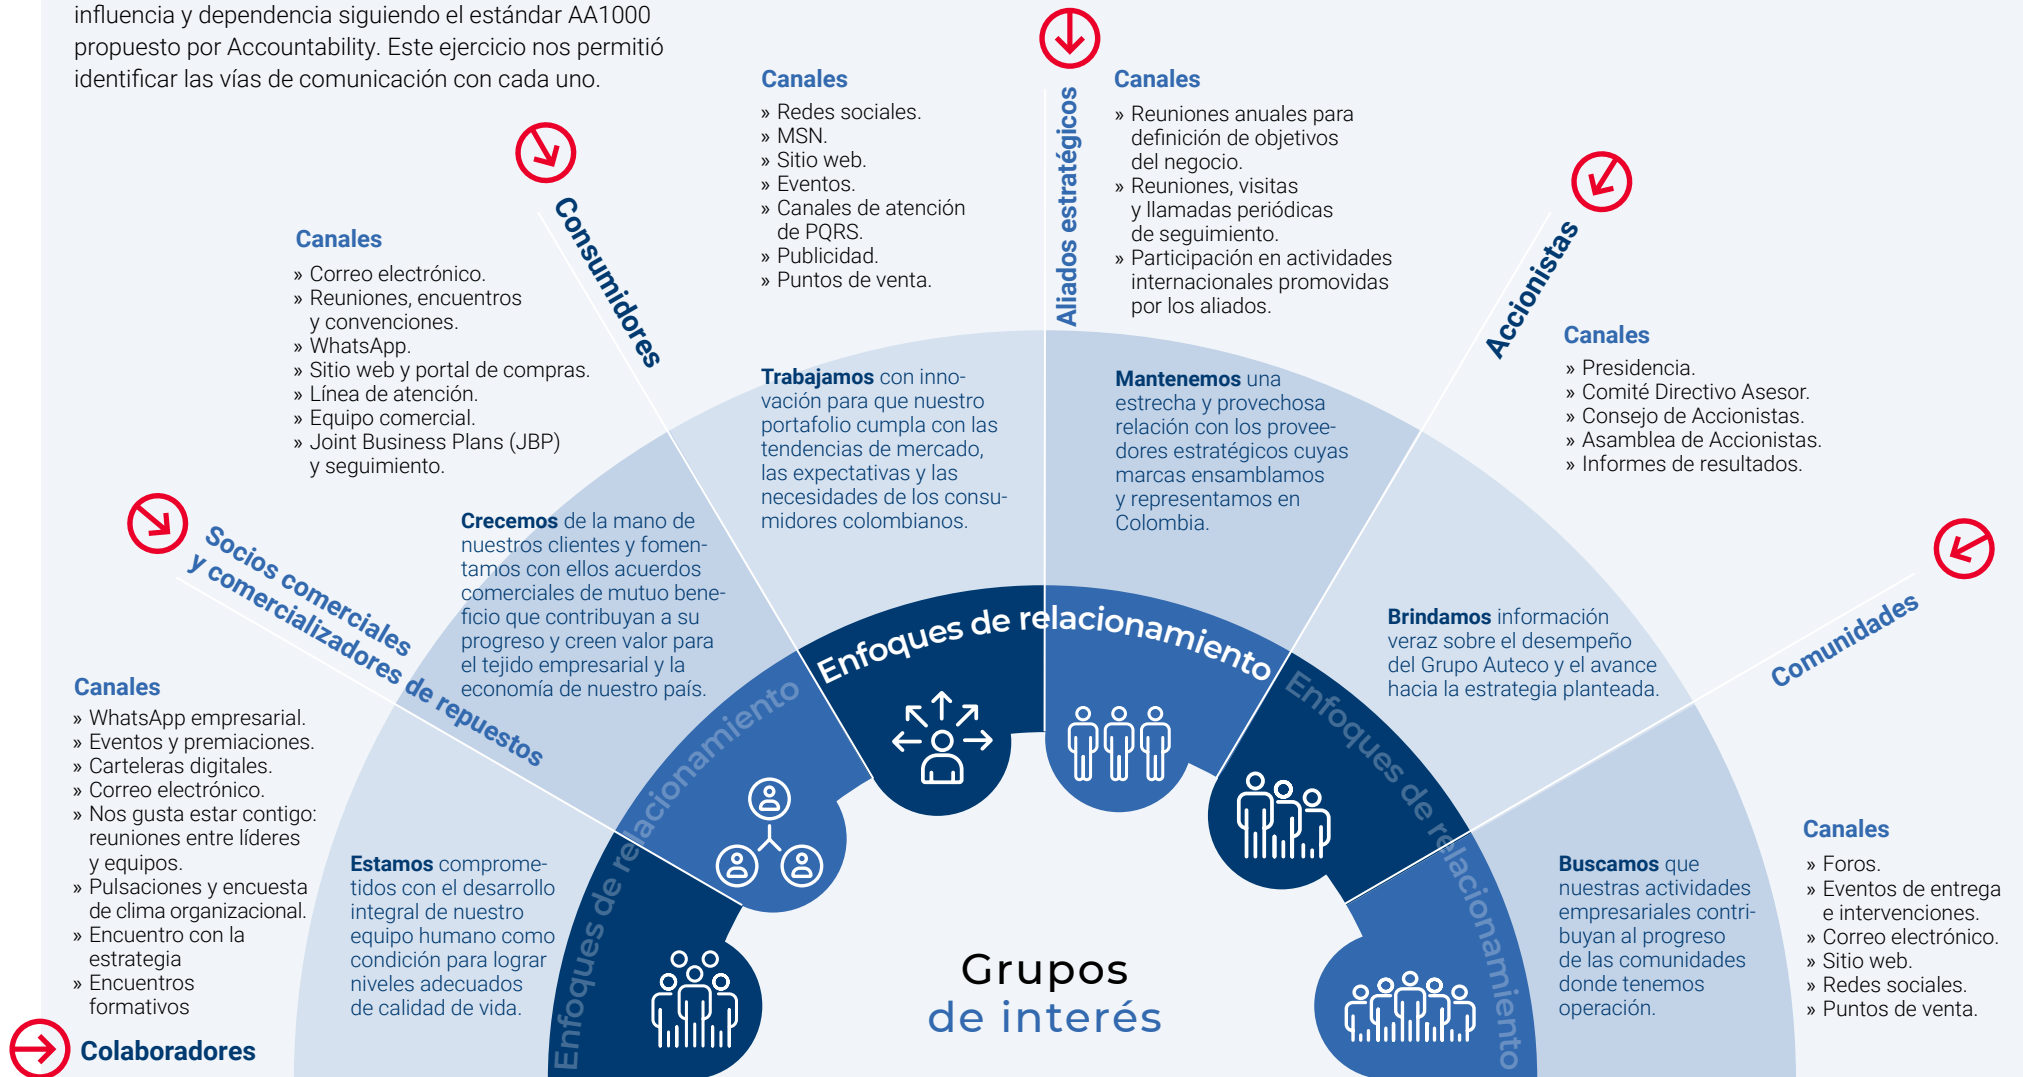 influencia y dependencia siguiendo el estándar AA1000
propuesto por Accountability. Este ejercicio nos permitió
identificar las vías de comunicación con cada uno.
Colaboradores
Canales
» WhatsApp empresarial.
» Eventos y premiaciones.
» Carteleras digitales.
» Correo electrónico.
» Nos gusta estar contigo:
reuniones entre líderes
y equipos.
» Pulsaciones y encuesta
de clima organizacional.
» Encuentro con la
estrategia
» Encuentros
formativos
Estamos comprome-
tidos con el desarrollo
integral de nuestro
equipo humano como
condición para lograr
niveles adecuados
de calidad de vida.
Socios comerciales
y comercializadores de repuestos
Canales
» Correo electrónico.
» Reuniones, encuentros
y convenciones.
» WhatsApp.
» Sitio web y portal de compras.
» Línea de atención.
» Equipo comercial.
» Joint Business Plans (JBP)
y seguimiento.
Crecemos de la mano de
nuestros clientes y fomen-
tamos con ellos acuerdos
comerciales de mutuo bene-
ficio que contribuyan a su
progreso y creen valor para
el tejido empresarial y la
economía de nuestro país.
Consumidores
Canales
» Redes sociales.
» MSN.
» Sitio web.
» Eventos.
» Canales de atención
de PQRS.
» Publicidad.
» Puntos de venta.
Trabajamos con inno-
vación para que nuestro
portafolio cumpla con las
tendencias de mercado,
las expectativas y las
necesidades de los consu-
midores colombianos.
Aliados estratégicos
Canales
» Reuniones anuales para
definición de objetivos
del negocio.
» Reuniones, visitas
y llamadas periódicas
de seguimiento.
» Participación en actividades
internacionales promovidas
por los aliados.
Mantenemos una
estrecha y provechosa
relación con los provee-
dores estratégicos cuyas
marcas ensamblamos
y representamos en
Colombia.
Accionistas
Canales
» Presidencia.
» Comité Directivo Asesor.
» Consejo de Accionistas.
» Asamblea de Accionistas.
» Informes de resultados.
Brindamos información
veraz sobre el desempeño
del Grupo Auteco y el avance
hacia la estrategia planteada.
Comunidades
Canales
» Foros.
» Eventos de entrega
e intervenciones.
» Correo electrónico.
» Sitio web.
» Redes sociales.
» Puntos de venta.
Buscamos que
nuestras actividades
empresariales contri-
buyan al progreso
de las comunidades
donde tenemos
operación.
Enfoques de relacionamiento
Enfoques de relacionamiento
Enfoques de relacionamiento
Grupos
de interés